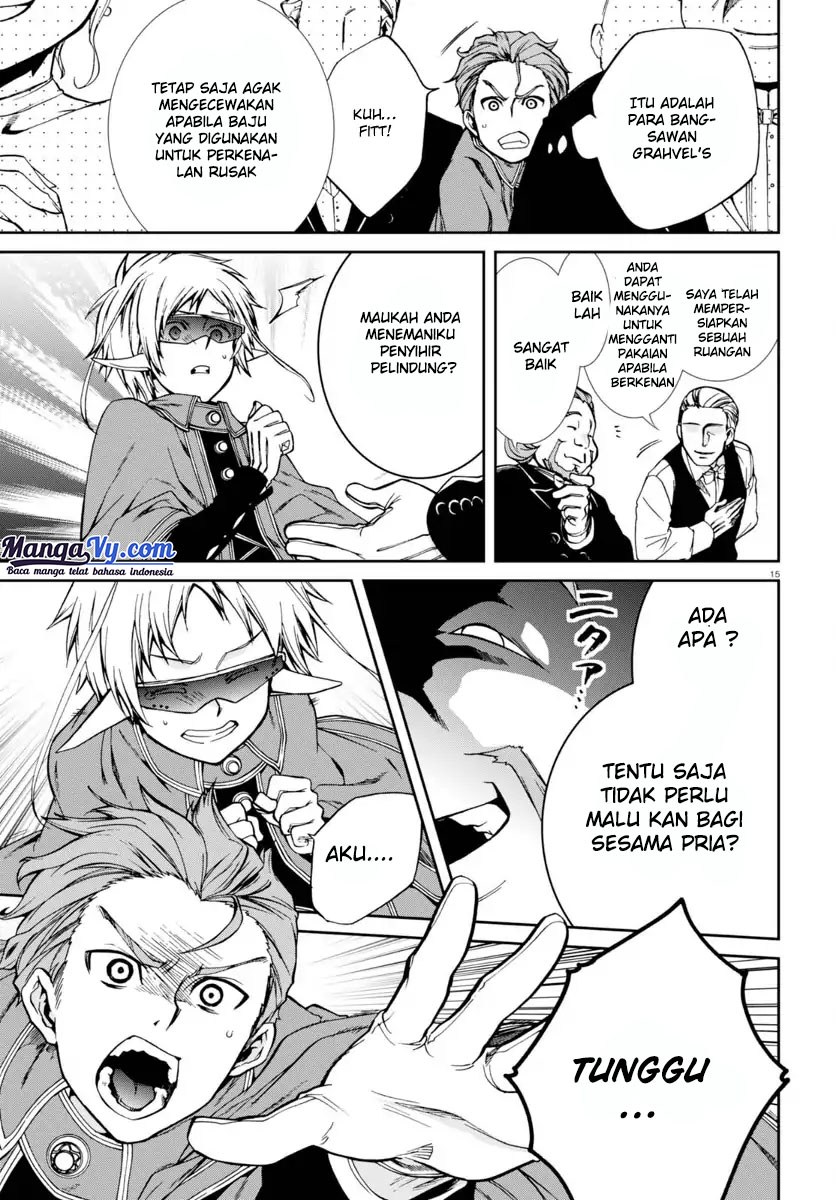 ITU ADALAH
PARA BANG-
SAWAN
GRAHVEL'S
KUH...
FITT!
TETAP SAJA AGAK
MENGECEWAKAN
APABILA BAJU
YANG DIGUNAKAN
UNTUK PERKENA-
LAN RUSAK
SAYA TELAH
MEMPER-
SIAPKAN
SEBUAH
RUANGAN
ANDA
DAPAT
MENGGU-
NAKANYA
UNTUK
MENGGANTI
PAKAIAN
APABILA
BERKENAN
BAIK
LAH
SANGAT
BAIK
MAUKAH ANDA
MENEMANIKU
PENYIHIR
PELINDUNG?
MangaVy.com
Baca manga telat bahasa indonesia
15
ADA
APA ?
ニクァ…
TENTU SAJA
TIDAK PERLU
MALU KAN BAGI
SESAMA PRIA?
AKU....
TUNGGU
...